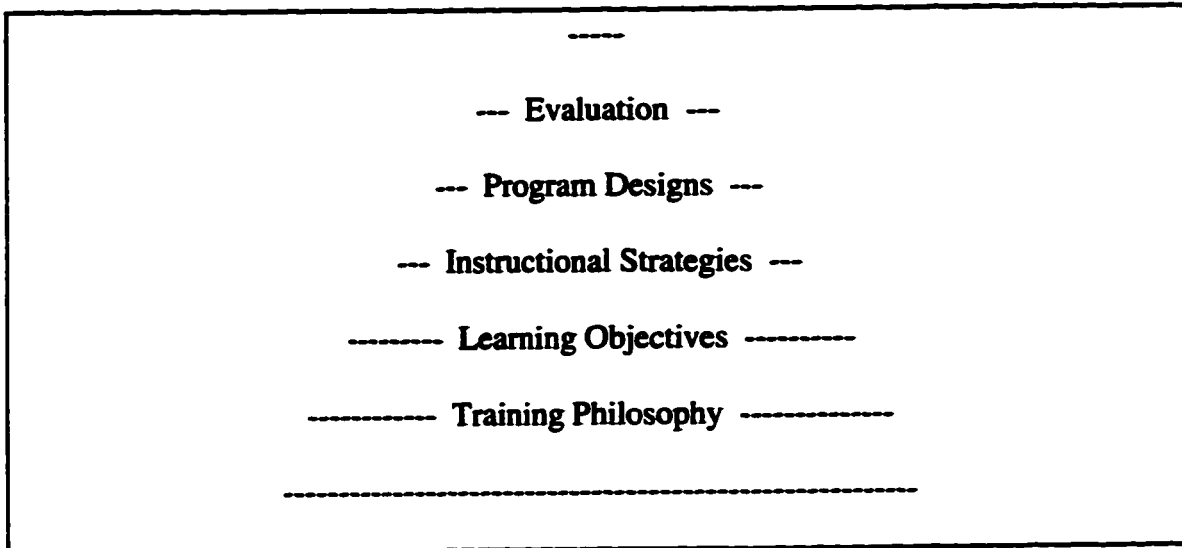 -----
--- Evaluation ---
--- Program Designs ---
--- Instructional Strategies ---
--------- Learning Objectives ----------
------------ Training Philosophy --------------
----------------------------------------------------------